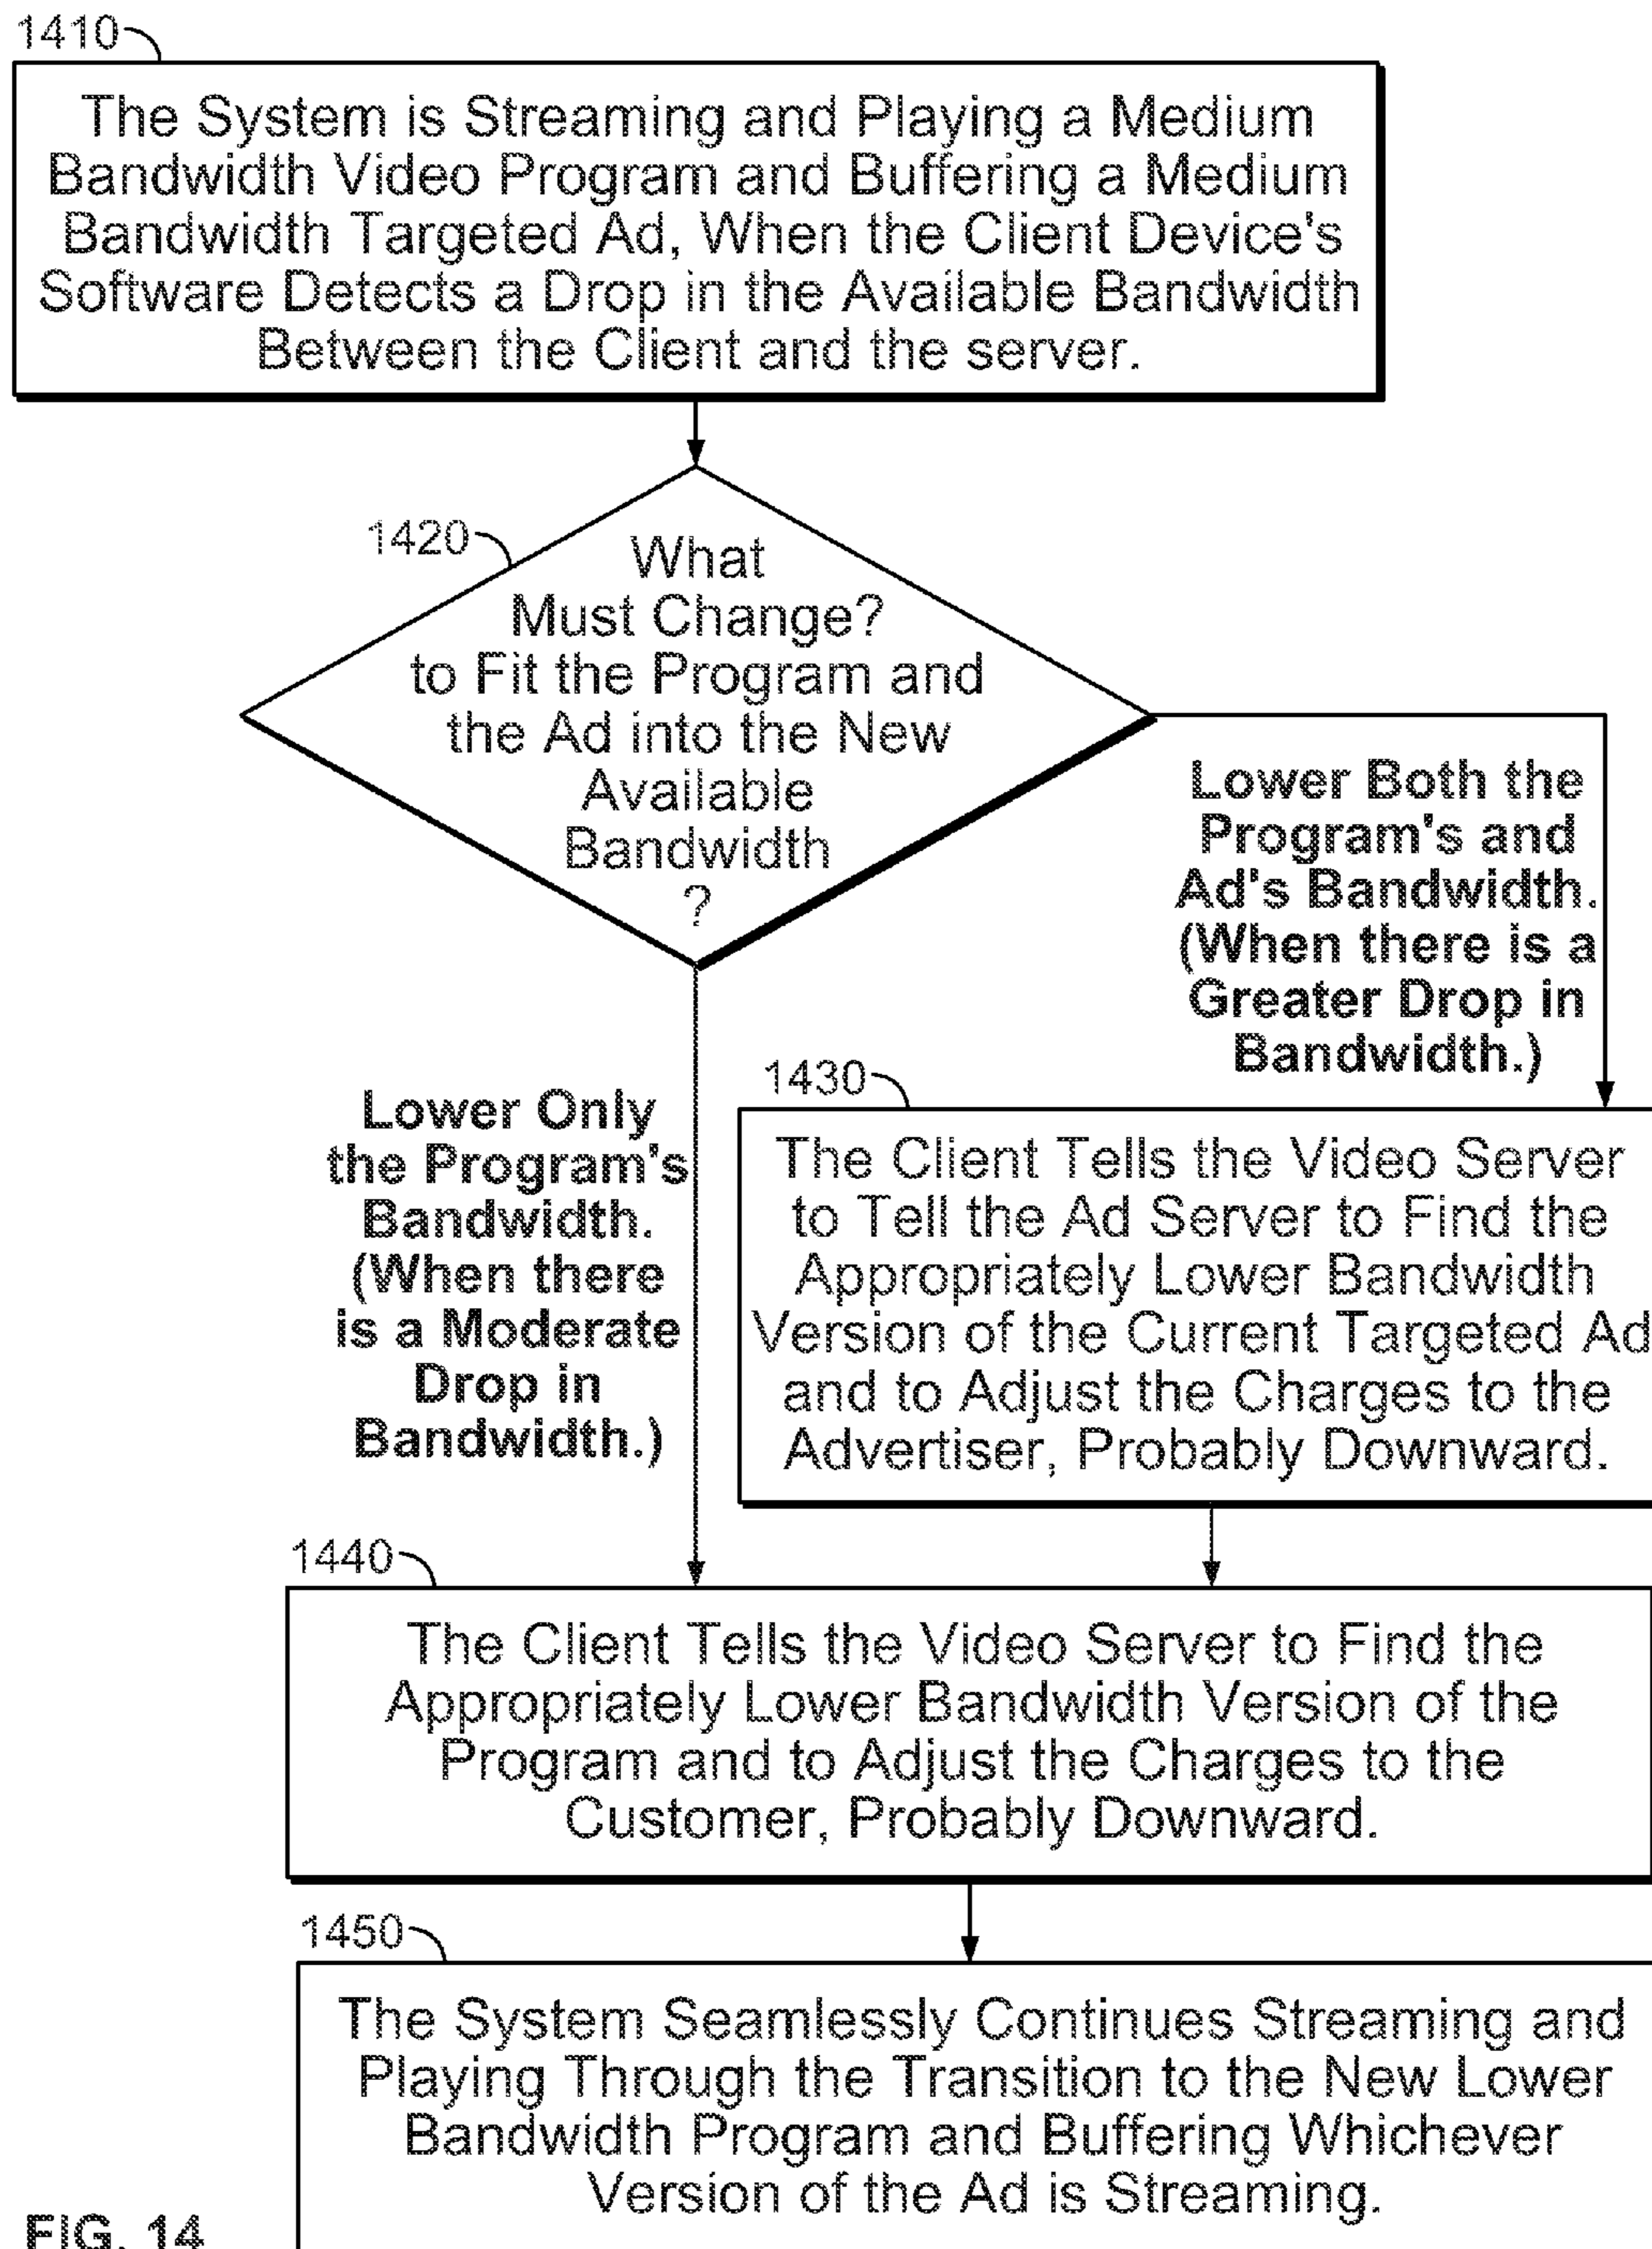 1410
The System is Streaming and Playing a Medium
Bandwidth Video Program and Buffering a Medium
Bandwidth Targeted Ad, When the Client Device's
Software Detects a Drop in the Available Bandwidth
Between the Client and the server.
1420
What
Must Change?
to Fit the Program and
the Ad into the New
Available
Bandwidth
?
Lower Both the
Program's and
Ad's Bandwidth.
(When there is a
Greater Drop in
Bandwidth.)
Lower Only
the Program's
Bandwidth.
(When there
is a Moderate
Drop in
Bandwidth.)
1430
The Client Tells the Video Server
to Tell the Ad Server to Find the
Appropriately Lower Bandwidth
Version of the Current Targeted Ad
and to Adjust the Charges to the
Advertiser, Probably Downward.
1440
The Client Tells the Video Server to Find the
Appropriately Lower Bandwidth Version of the
Program and to Adjust the Charges to the
Customer, Probably Downward.
1450
The System Seamlessly Continues Streaming and
Playing Through the Transition to the New Lower
Bandwidth Program and Buffering Whichever
Version of the Ad is Streaming.
FIG. 14